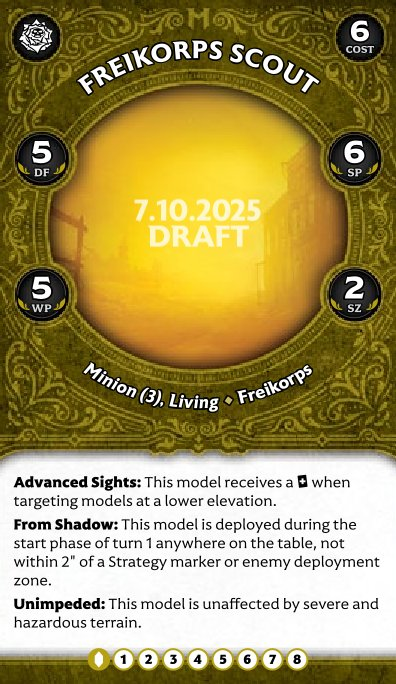 6
COST
FREIKORPS SCOUT
5
DF
6
SP
7.10.2025
DRAFT
5
WP
2
SZ
Minion (3), Living ◆ Freikorps
Advanced Sights: This model receives a + when
targeting models at a lower elevation.
From Shadow: This model is deployed during the
start phase of turn 1 anywhere on the table, not
within 2" of a Strategy marker or enemy deployment
zone.
Unimpeded: This model is unaffected by severe and
hazardous terrain.
1 2 3 4 5 6 7 8